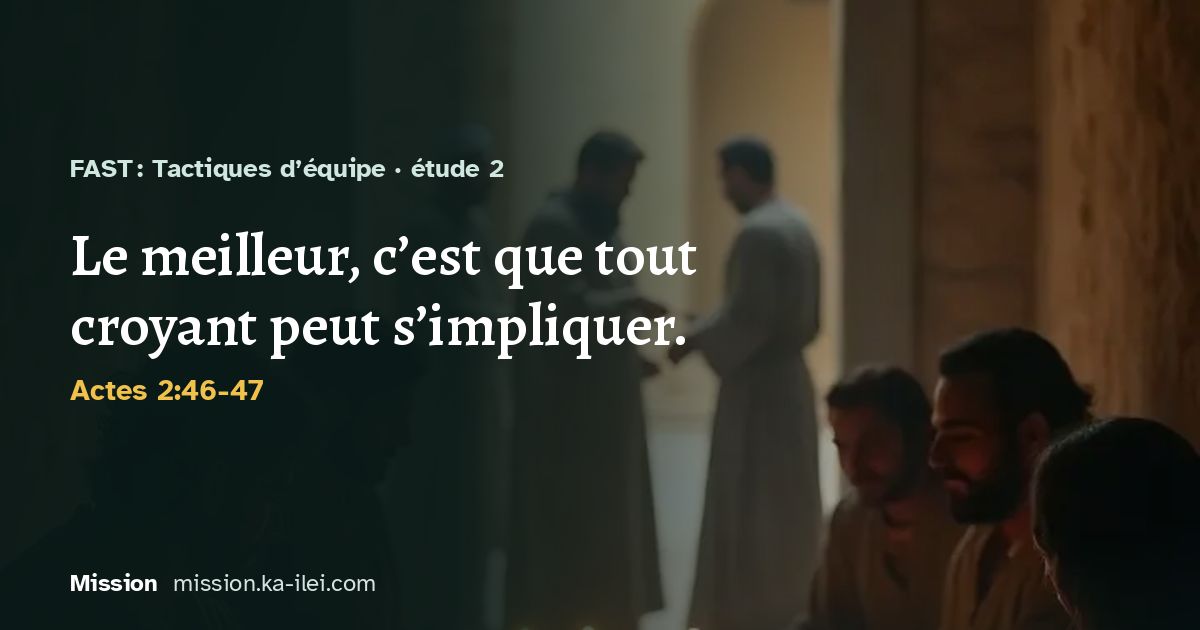 FAST : Tactiques d’équipe · étude 2
Le meilleur, c’est que tout
croyant peut s’impliquer.
Actes 2:46-47
Mission mission.ka-ilei.com